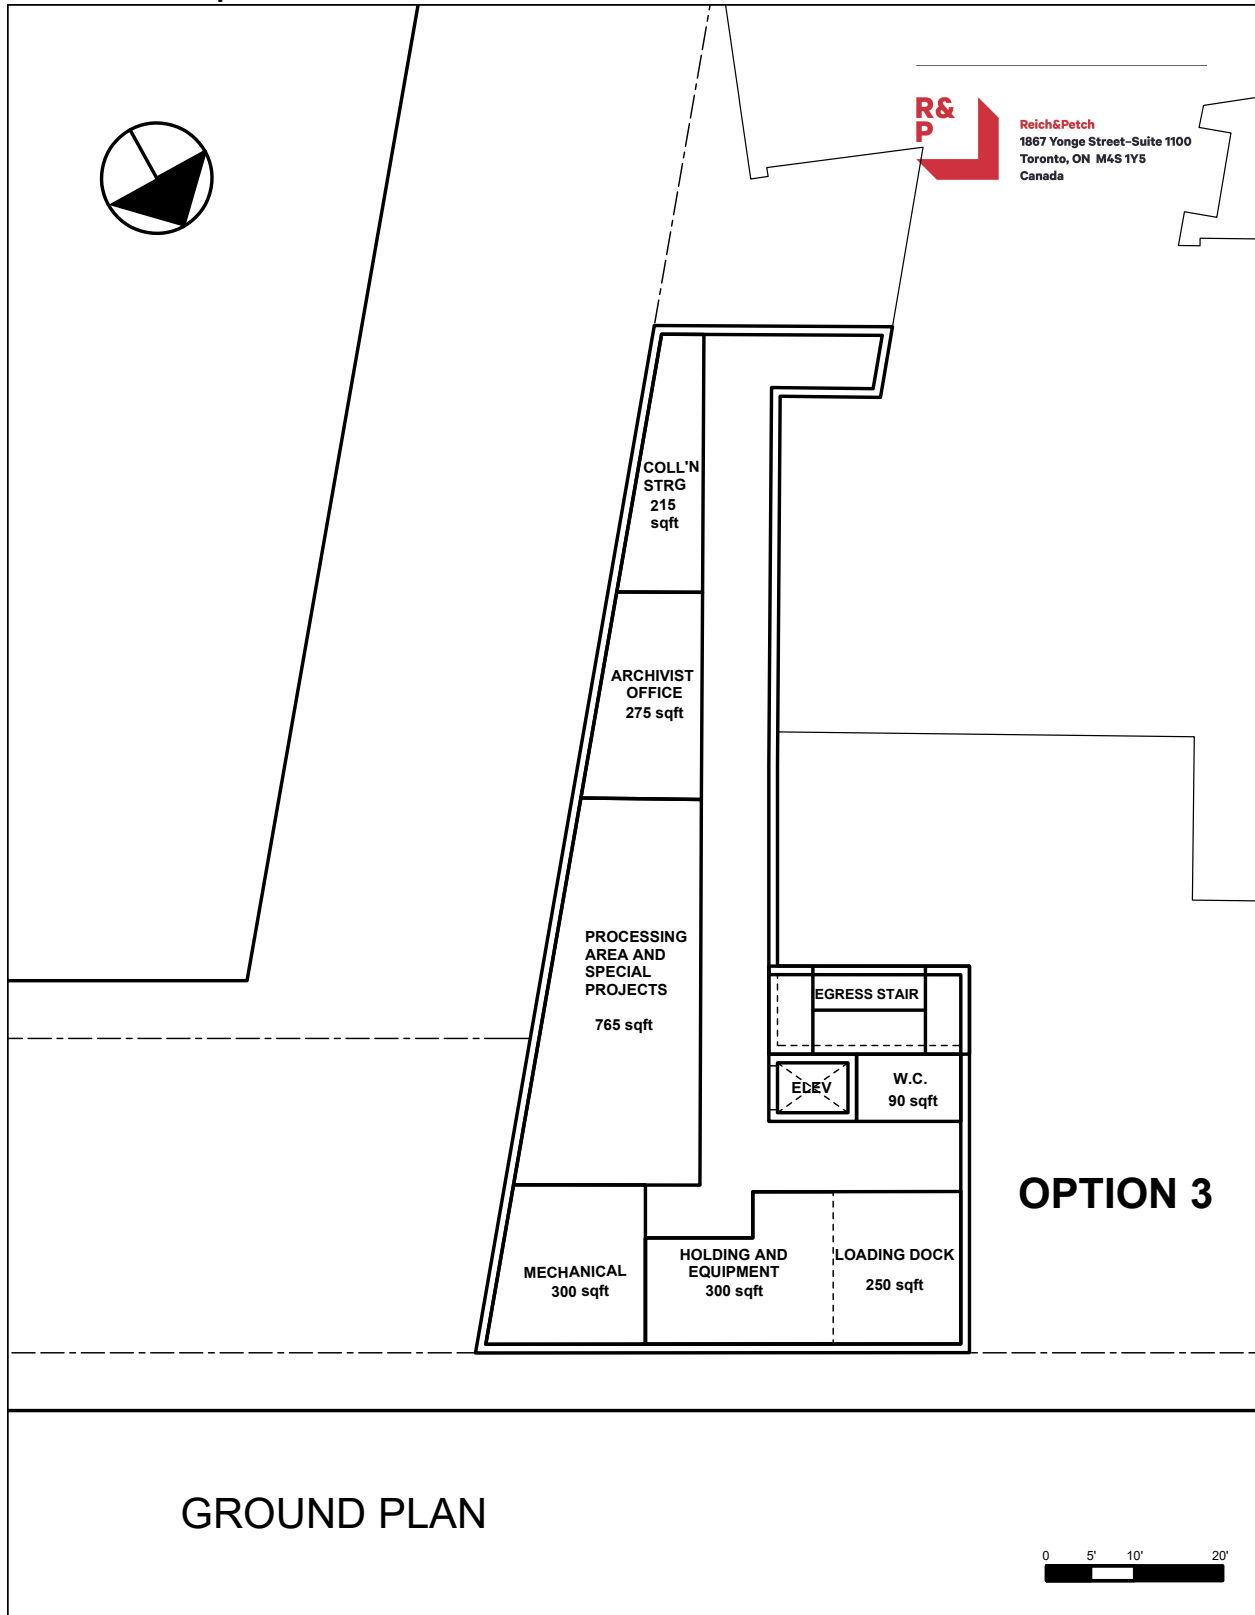 R&
P
Reich&Petch
1867 Yonge Street–Suite 1100
Toronto, ON M4S 1Y5
Canada
COLL'N
STRG
215
sqft
ARCHIVIST
OFFICE
275 sqft
PROCESSING
AREA AND
SPECIAL
PROJECTS
765 sqft
EGRESS STAIR
ELEV
W.C.
90 sqft
OPTION 3
MECHANICAL
300 sqft
HOLDING AND
EQUIPMENT
300 sqft
LOADING DOCK
250 sqft
GROUND PLAN
0 5' 10' 20'